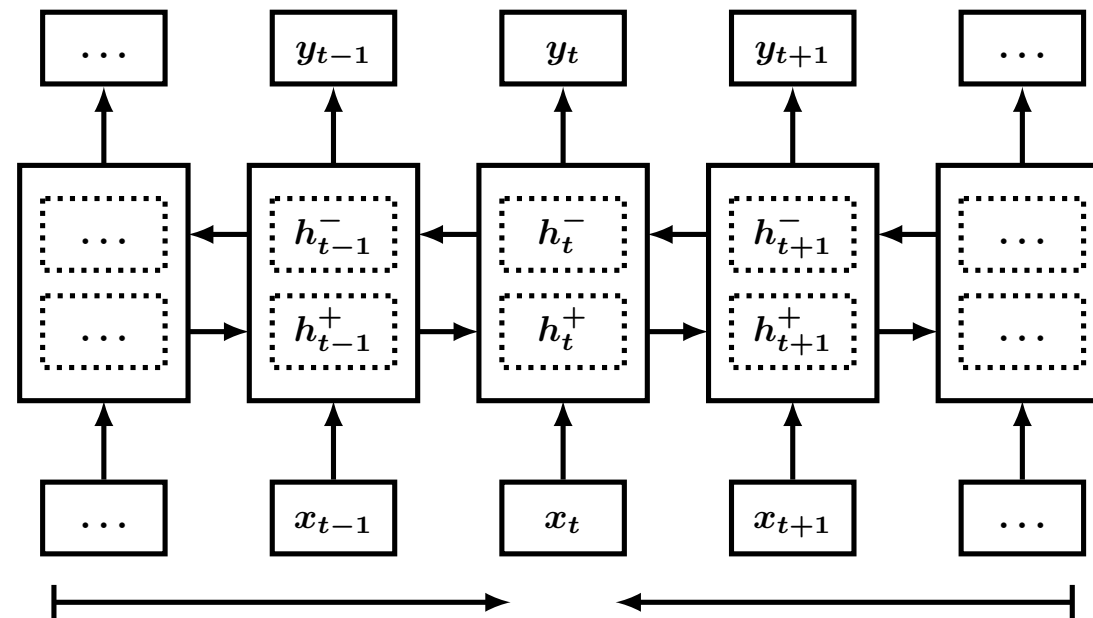 ... y_{t-1} y_t y_{t+1} ...
... h_{t-1}^- h_t^- h_{t+1}^- ...
... h_{t-1}^+ h_t^+ h_{t+1}^+ ...
... x_{t-1} x_t x_{t+1} ...